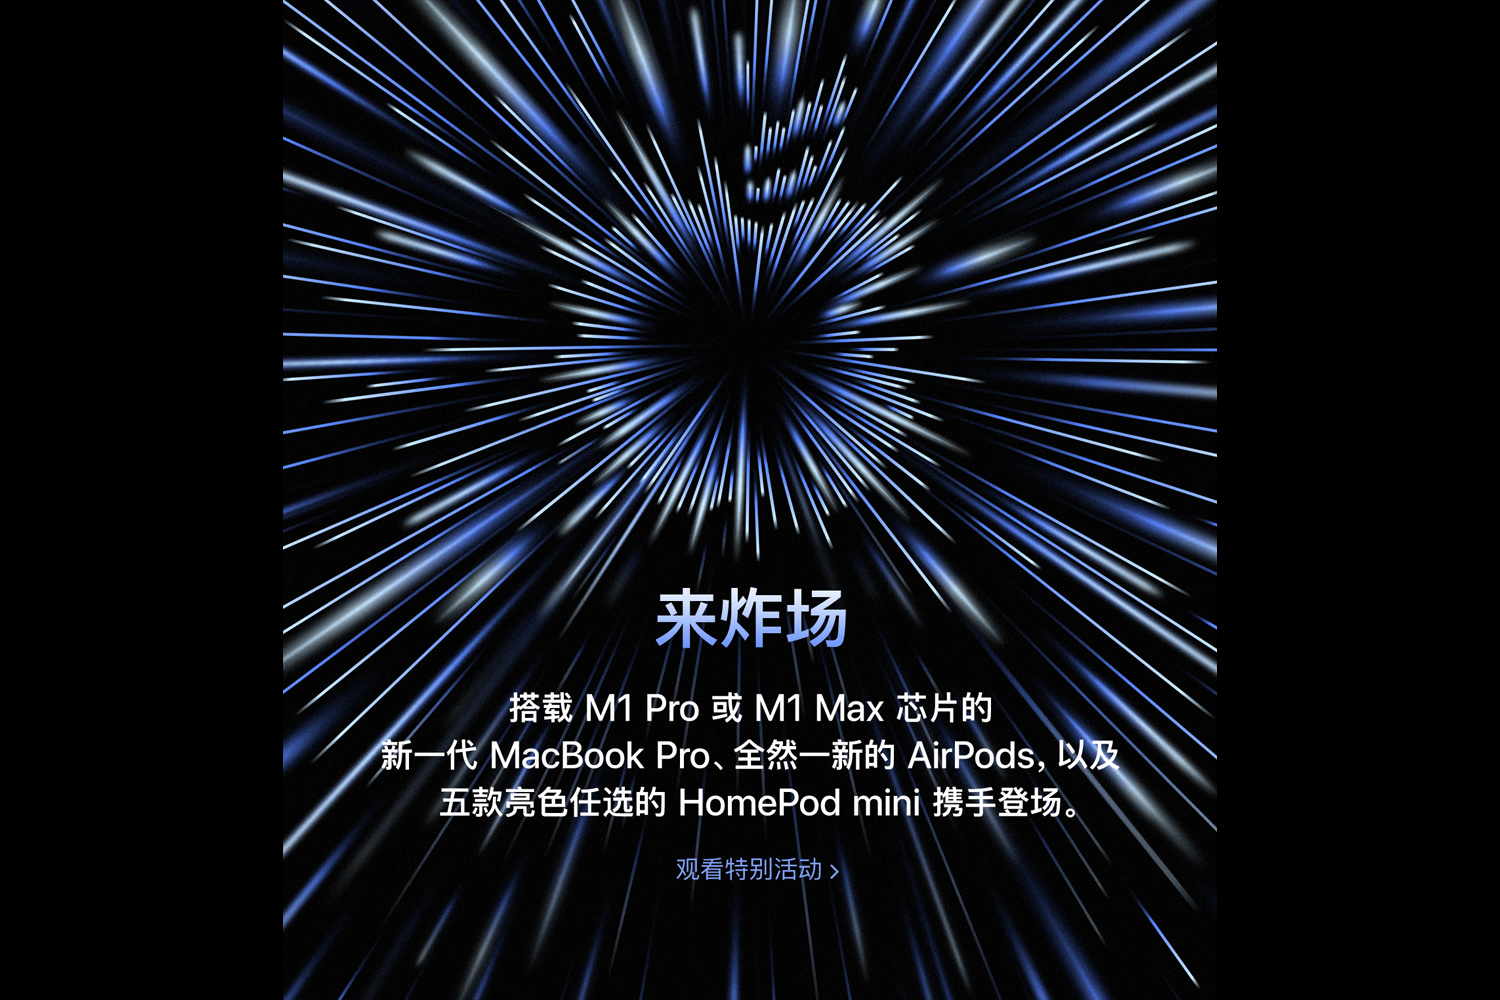 来炸场
搭载 M1 Pro 或 M1 Max 芯片的
新一代 MacBook Pro、全然一新的 AirPods，以及
五款亮色任选的 HomePod mini 携手登场。
观看特别活动 >